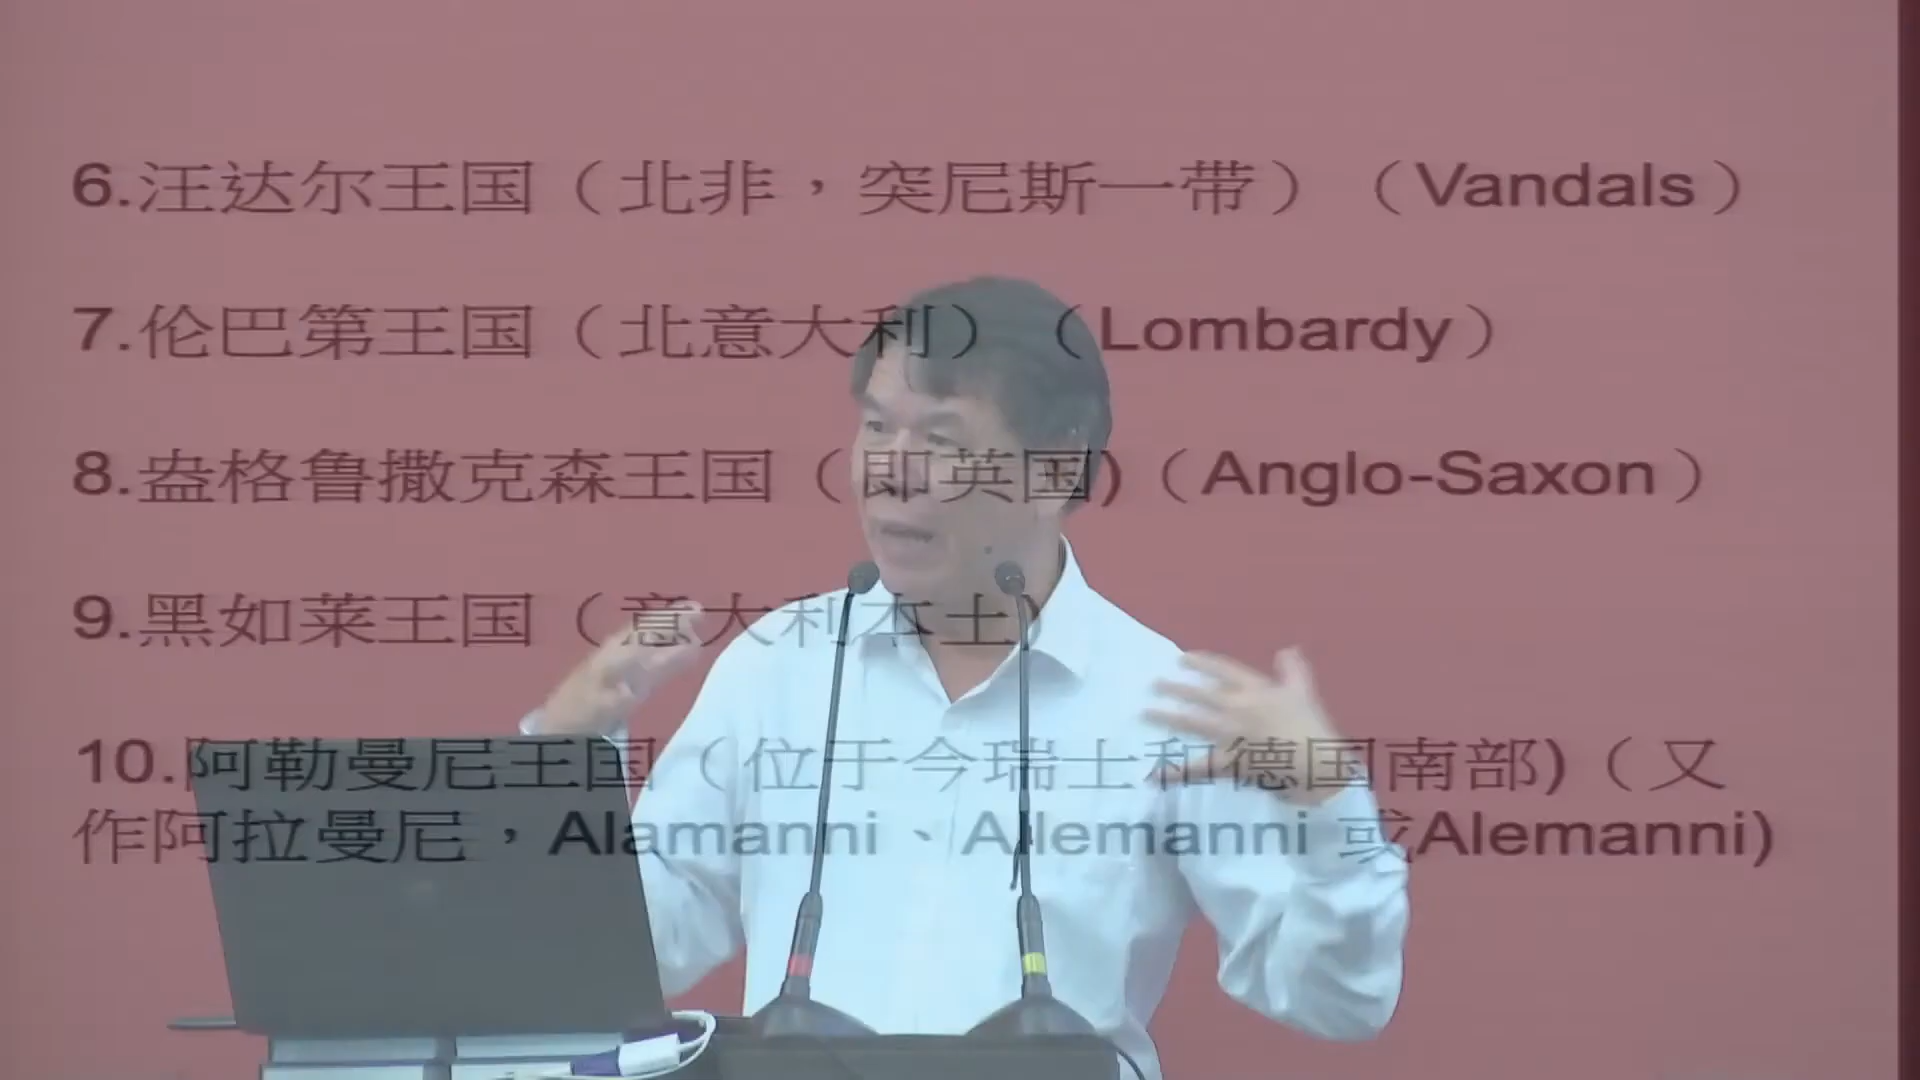 6.汪达尔王国（北非，突尼斯一带）（Vandals）
7.伦巴第王国（北意大利）（Lombardy）
8.盎格鲁撒克森王国（即英国)（Anglo-Saxon）
9.黑如莱王国（意大利本土)
10.阿勒曼尼王国（位于今瑞士和德国南部)（又
作阿拉曼尼，Alamanni、Allemanni 或Alemanni)